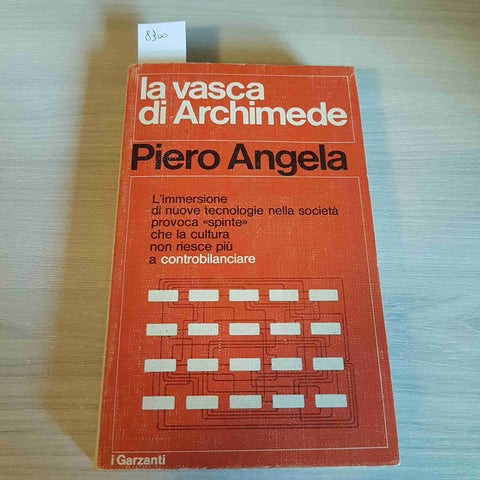 8300
la vasca
di Archimede
Piero Angela
L'immersione
di nuove tecnologie nella società
provoca «spinte»
che la cultura
non riesce più
a controbilanciare
i Garzanti